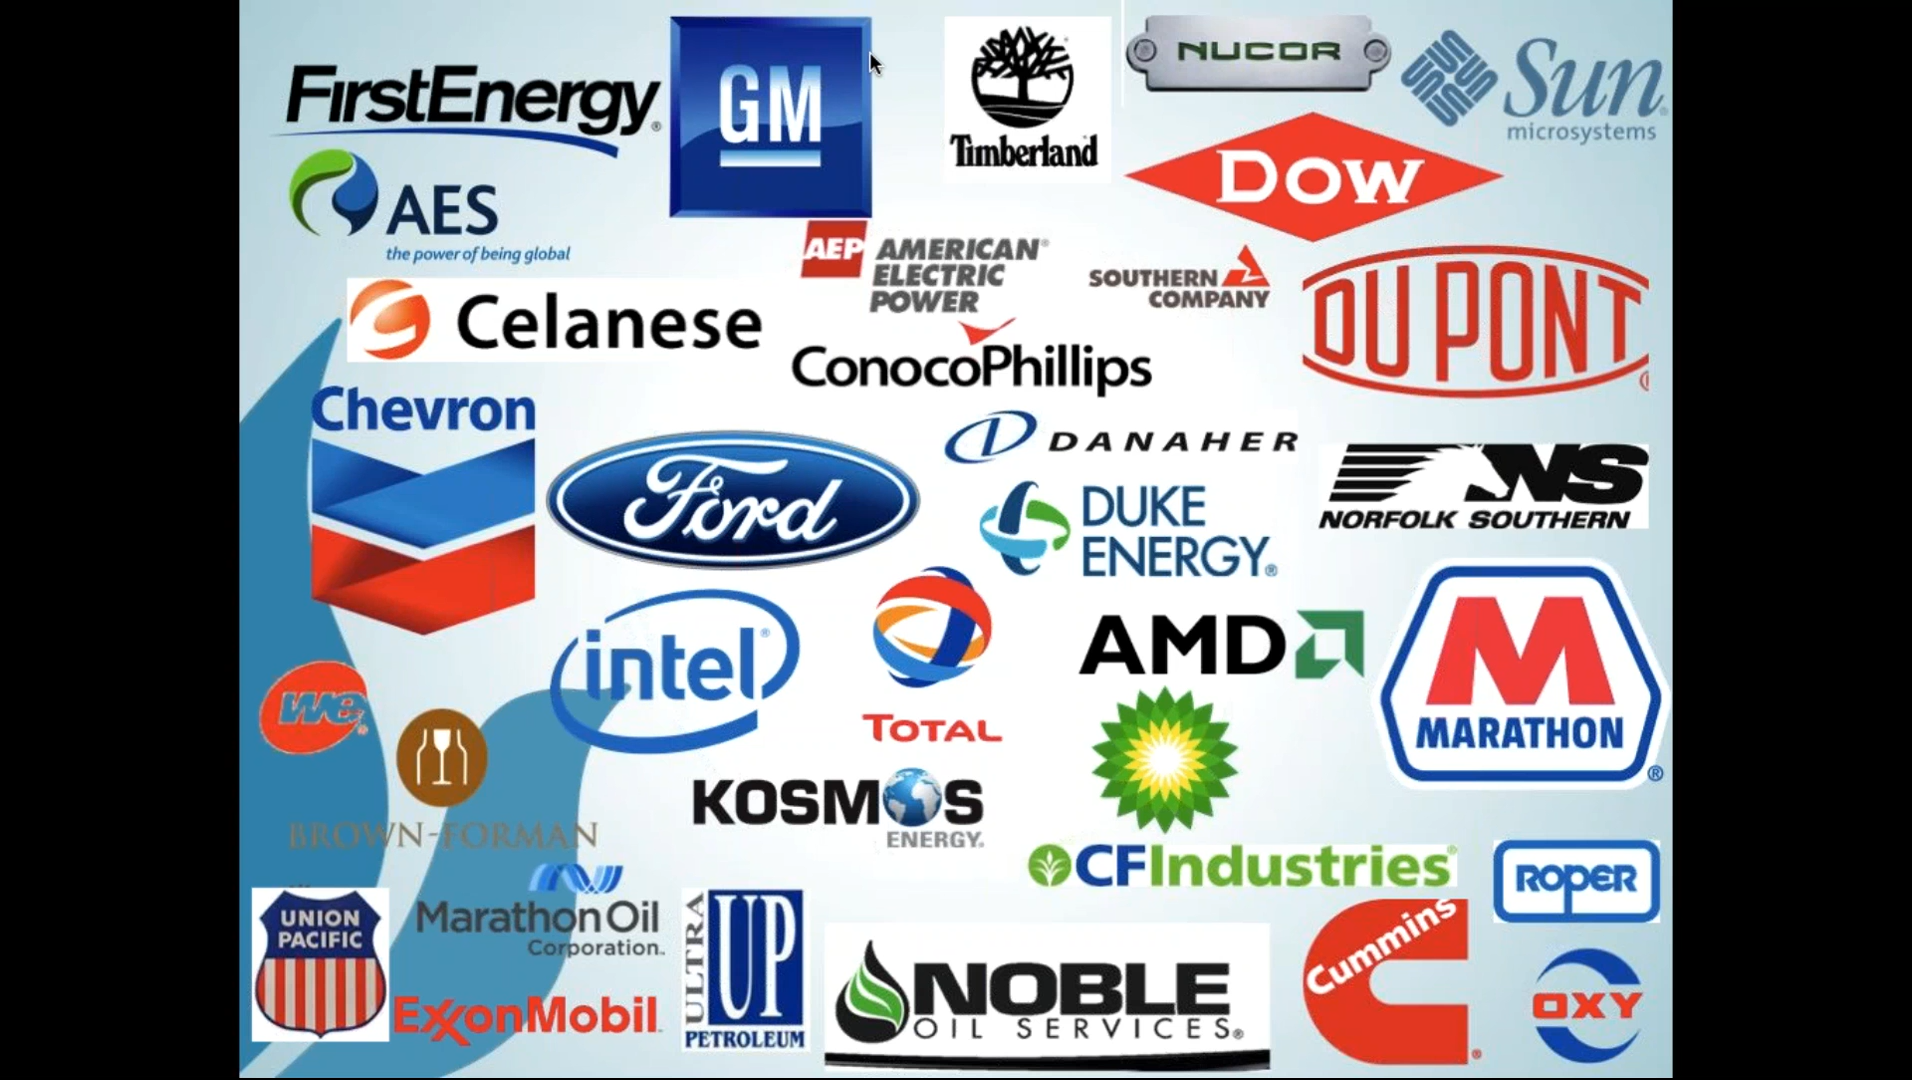 FirstEnergy®
GM
Timberland
NUCOR
Sun
microsystems
AES
the power of being global
DOW
AEP AMERICAN®
ELECTRIC
POWER
SOUTHERN
COMPANY
DU PONT
Celanese
ConocoPhillips
Chevron
Ford
DANAHER
DUKE
ENERGY®
NS
NORFOLK SOUTHERN
intel®
TOTAL
AMD
M
MARATHON®
we®
BROWN-FORMAN
KOSMOS
ENERGY
CFIndustries
ROPER
UNION
PACIFIC
Marathon Oil
Corporation
ExxonMobil
ULTRA
UP
PETROLEUM
NOBLE
OIL SERVICES®
Cummins®
OXY